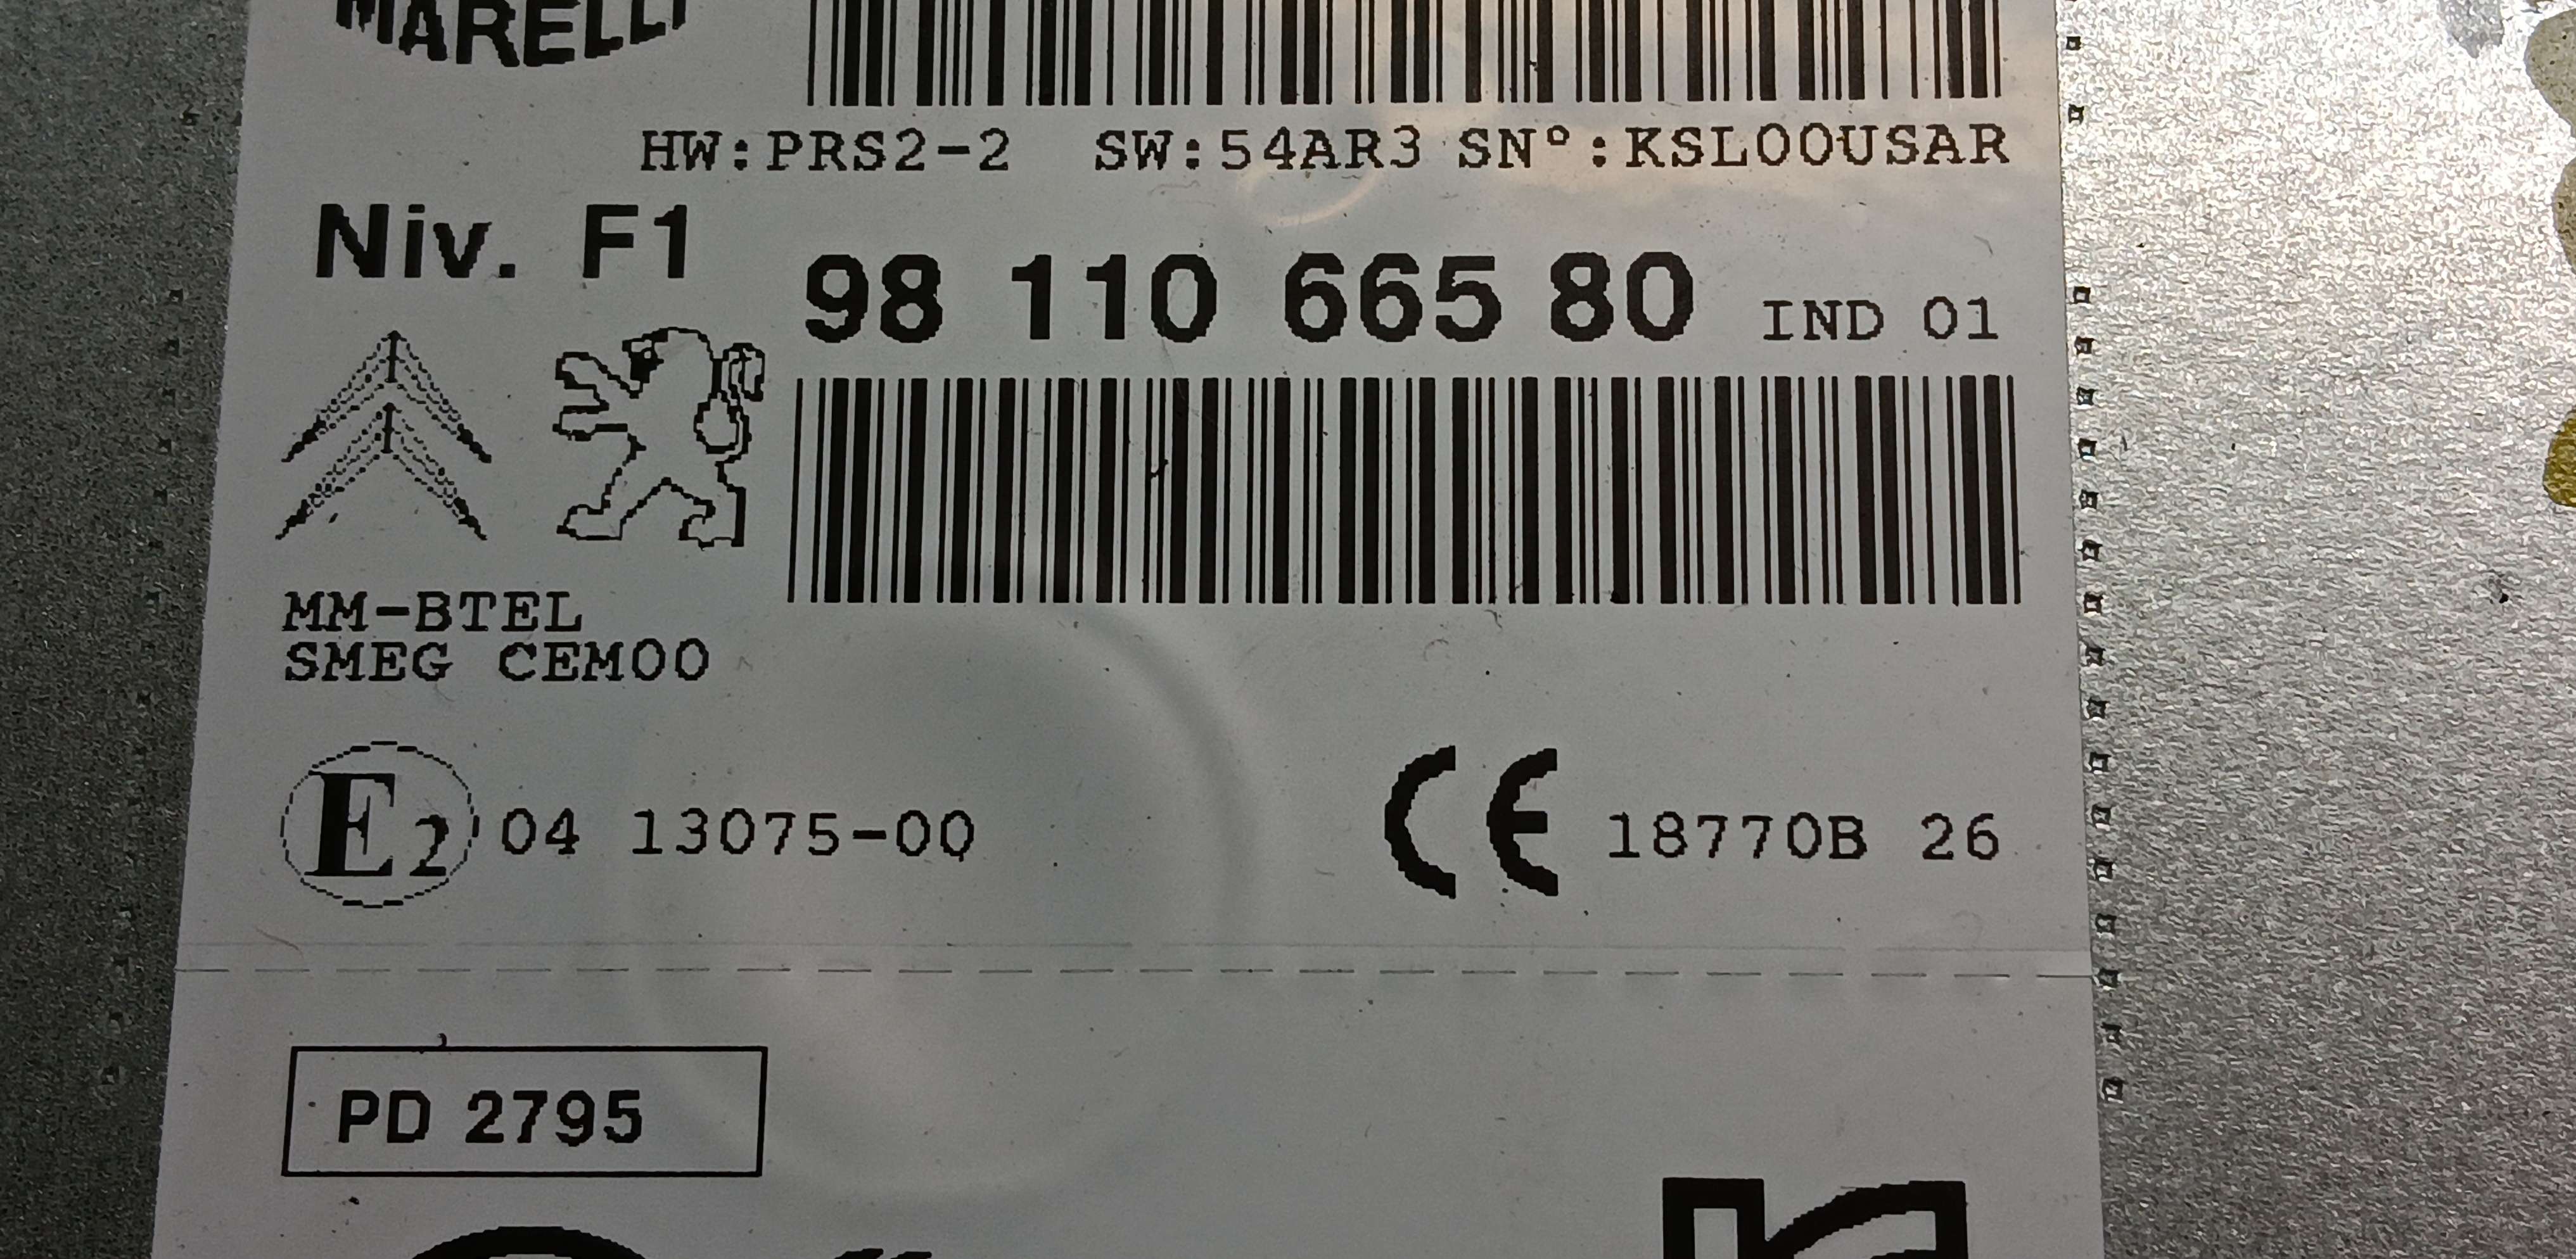 MARELLI
HW:PRS2-2 SW:54AR3 SN°:KSL00USAR
Niv. F1
98 110 665 80 IND 01
MM-BTEL
SMEG CEM00
E2 04 13075-00
CE 18770B 26
PD 2795